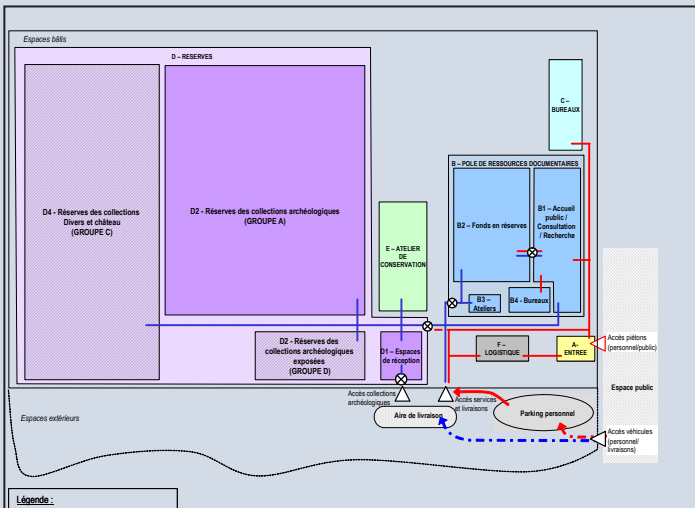 Espaces bâtis
D – RESERVES
C –
BUREAUX
B – POLE DE RESSOURCES DOCUMENTAIRES
D4 - Réserves des collections
Divers et château
(GROUPE C)
D2 - Réserves des collections archéologiques
(GROUPE A)
E – ATELIER
DE
CONSERVATION
B2 – Fonds en réserves
B1 – Accueil
public /
Consultation
/ Recherche
B3 –
Ateliers
B4 - Bureaux
D2 - Réserves des
collections archéologiques
exposées
(GROUPE D)
D1 – Espaces
de réception
F –
LOGISTIQUE
A-
ENTREE
Accès piétons
(personnel/public)
Espace public
Accès collections
archéologiques
Accès services
et livraisons
Espaces extérieurs
Aire de livraison
Parking personnel
Accès véhicules
(personnel/
livraisons)
Légende :